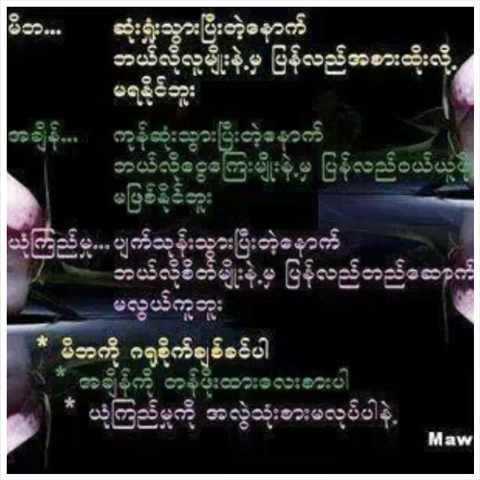 မိဘ... ဆုံးရှုံးသွားပြီးတဲ့နောက်
ဘယ်လိုလူမျိုးနဲ့မှ ပြန်လည်အစားထိုးလို့
မရနိုင်ဘူး
အချိန်... ကုန်ဆုံးသွားပြီးတဲ့နောက်
ဘယ်လိုငွေကြေးမျိုးနဲ့မှ ပြန်လည်ဝယ်ယူဖို့
မဖြစ်နိုင်ဘူး
ယုံကြည်မှု... ပျက်သုန်းသွားပြီးတဲ့နောက်
ဘယ်လိုစိတ်မျိုးနဲ့မှ ပြန်လည်တည်ဆောက်
မလွယ်ကူဘူး
* မိဘကို ဂရုစိုက်ချစ်ခင်ပါ
* အချိန်ကို တန်ဖိုးထားလေးစားပါ
* ယုံကြည်မှုကို အလွဲသုံးစားမလုပ်ပါနဲ့
Maw